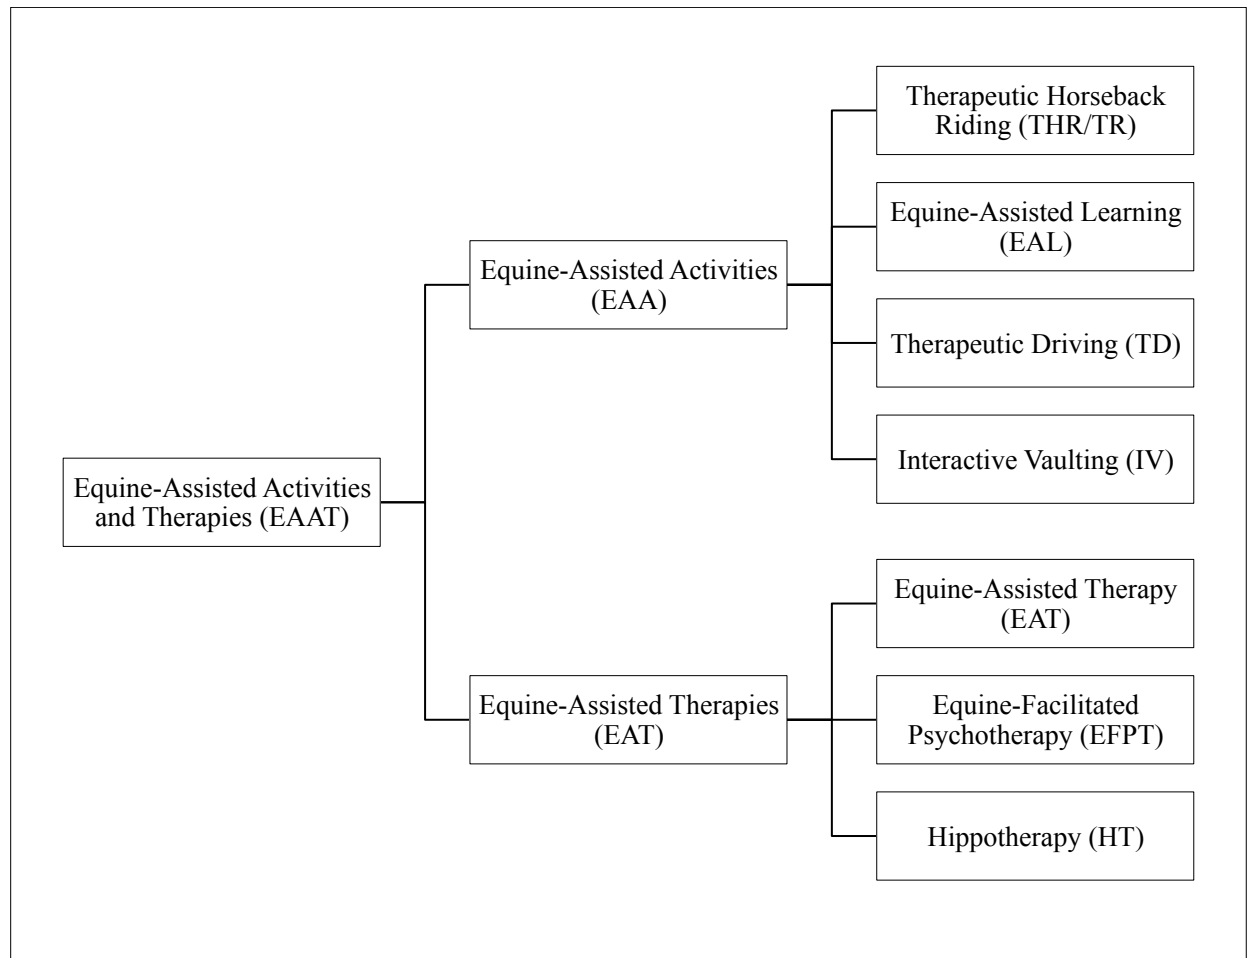 Equine-Assisted Activities
and Therapies (EAAT)
Equine-Assisted Activities
(EAA)
Therapeutic Horseback
Riding (THR/TR)
Equine-Assisted Learning
(EAL)
Therapeutic Driving (TD)
Interactive Vaulting (IV)
Equine-Assisted Therapies
(EAT)
Equine-Assisted Therapy
(EAT)
Equine-Facilitated
Psychotherapy (EFPT)
Hippotherapy (HT)